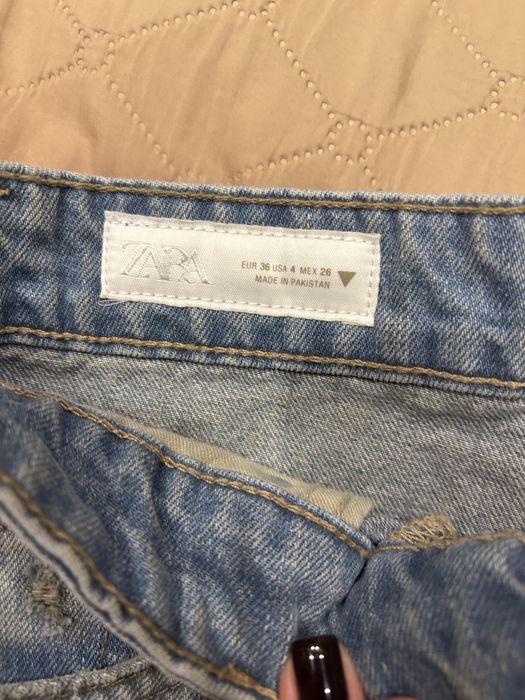 ZARA
EUR 36 USA 4 MEX 26
MADE IN PAKISTAN